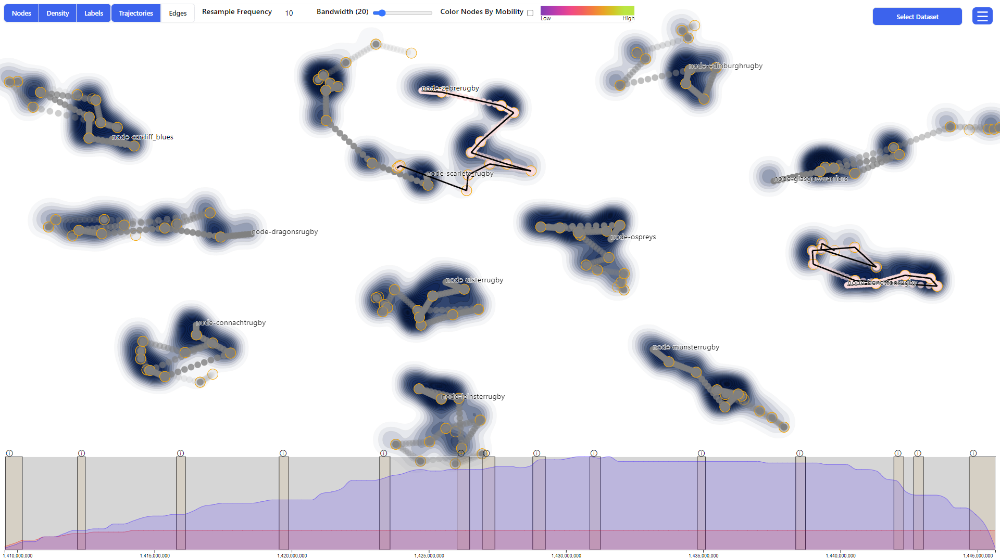 Nodes Density Labels Trajectories Edges Resample Frequency 10 Bandwidth (20) Color Nodes By Mobility Low High Select Dataset
node-edinburghrugby
node-zebrerugby
node-cardiff_blues
node-scarlets_rugby
node-glasgowwarriors
node-dragonsrugby
node-ospreys
node-ulsterrugby
node-benettonrugby
node-connachtrugby
node-munsterrugby
node-leinsterrugby
1,410,000,000 1,415,000,000 1,420,000,000 1,425,000,000 1,430,000,000 1,435,000,000 1,440,000,000 1,445,000,000